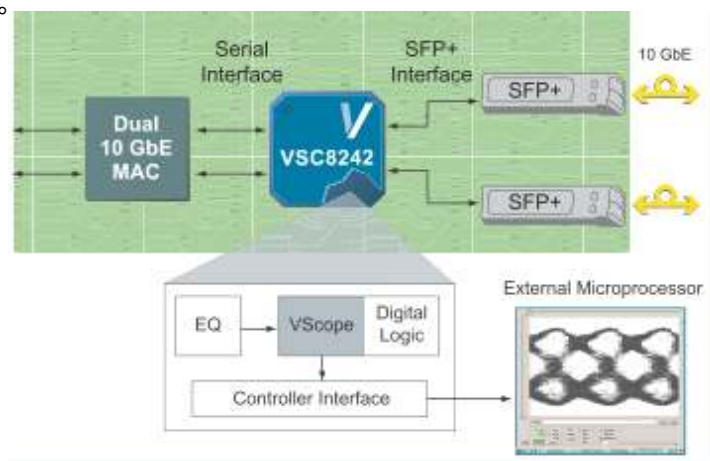 Serial
Interface
SFP+
Interface
10 GbE
SFP+
Dual
10 GbE
MAC
VSC8242
SFP+
External Microprocessor
EQ
VScope
Digital
Logic
Controller Interface